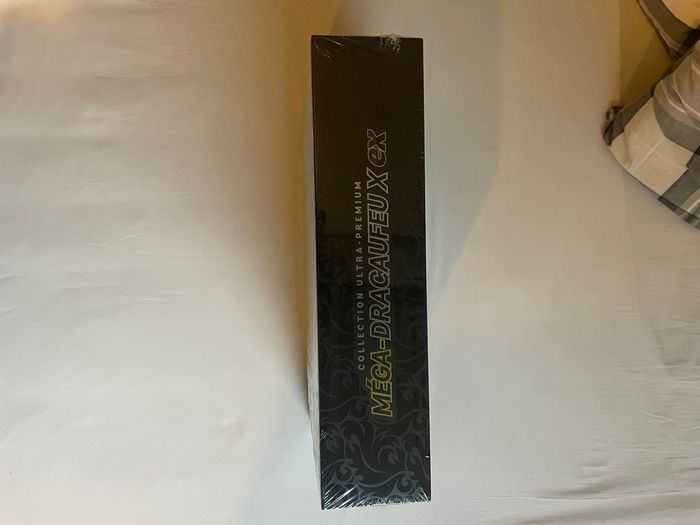 COLLECTION ULTRA-PREMIUM
MÉGA-DRACAUFEU X ex